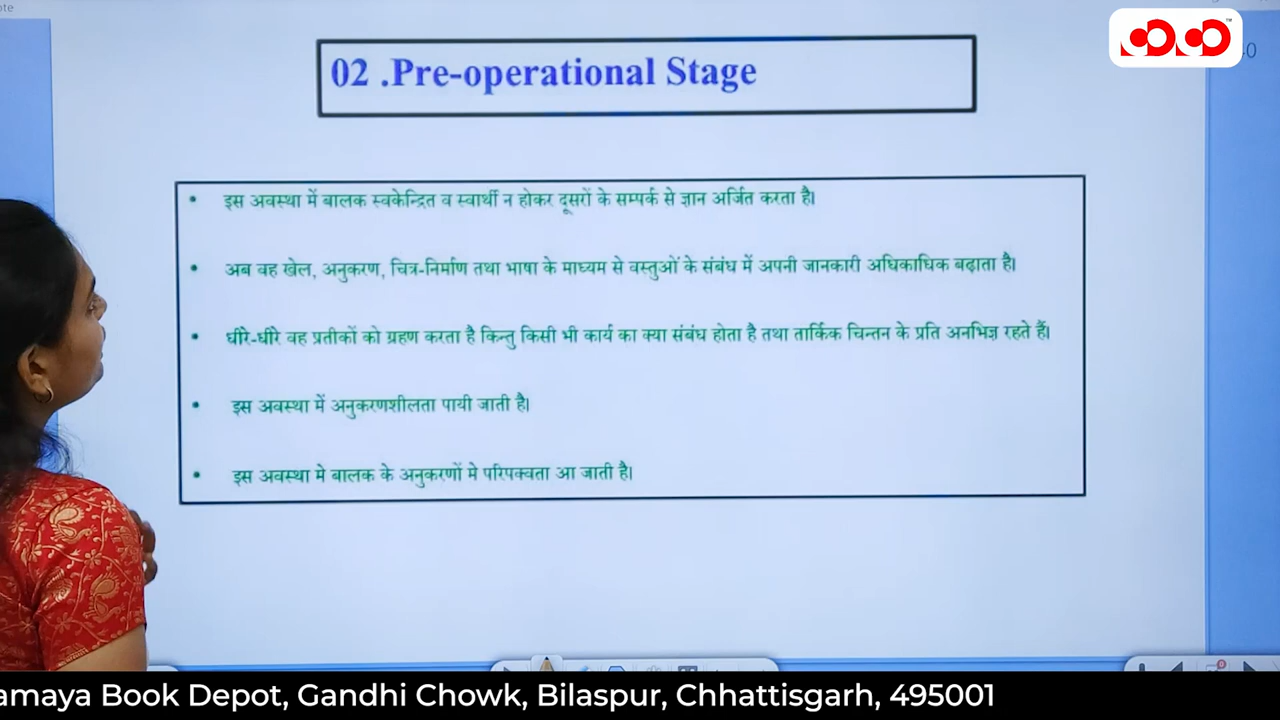 02 .Pre-operational Stage
• इस अवस्था में बालक स्वकेन्द्रित व स्वार्थी न होकर दूसरों के सम्पर्क से ज्ञान अर्जित करता है।
• अब वह खेल, अनुकरण, चित्र-निर्माण तथा भाषा के माध्यम से वस्तुओं के संबंध में अपनी जानकारी अधिकाधिक बढ़ाता है।
• धीरे-धीरे वह प्रतीकों को ग्रहण करता है किन्तु किसी भी कार्य का क्या संबंध होता है तथा तार्किक चिन्तन के प्रति अनभिज्ञ रहते हैं।
• इस अवस्था में अनुकरणशीलता पायी जाती है।
• इस अवस्था मे बालक के अनुकरणों मे परिपक्वता आ जाती है।
amaya Book Depot, Gandhi Chowk, Bilaspur, Chhattisgarh, 495001